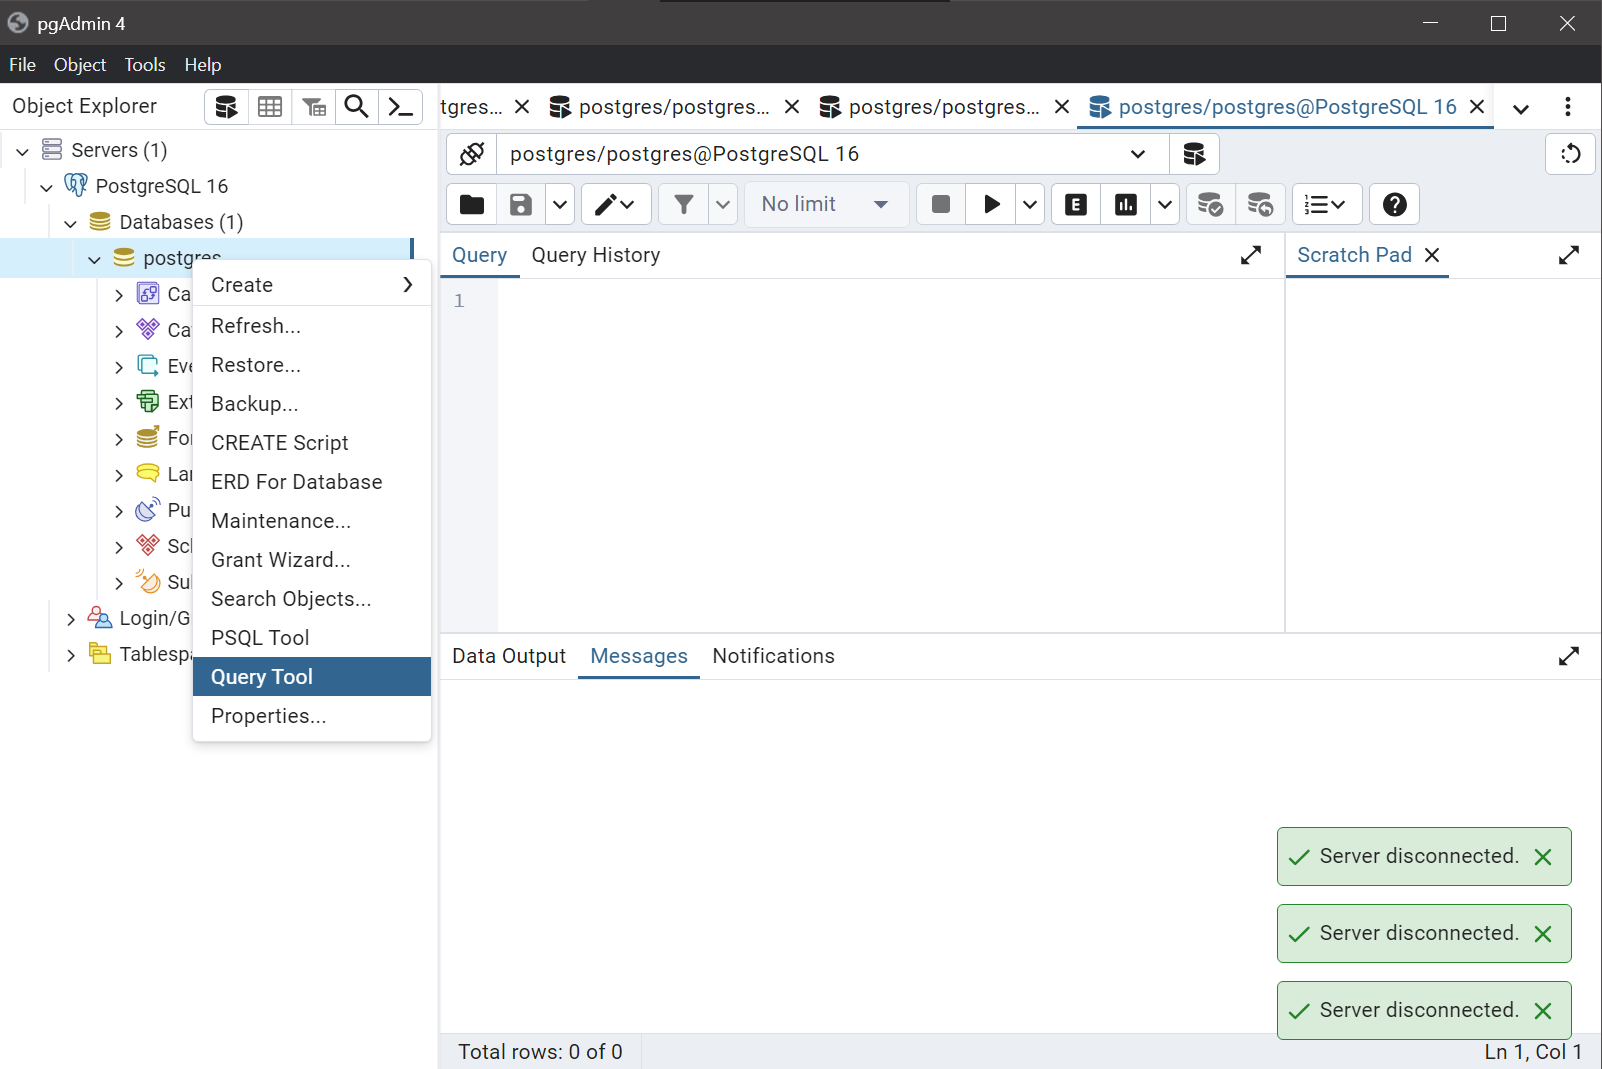 pgAdmin 4
File Object Tools Help
Object Explorer
tgres... postgres/postgres... postgres/postgres... postgres/postgres@PostgreSQL 16
Servers (1)
postgres/postgres@PostgreSQL 16
PostgreSQL 16
No limit
E
Databases (1)
Query Query History
Scratch Pad
postgres
1
Create
Refresh...
Restore...
Backup...
CREATE Script
ERD For Database
Maintenance...
Grant Wizard...
Search Objects...
PSQL Tool
Query Tool
Properties...
Ca
Ca
Eve
Ext
For
Lan
Pu
Sc
Su
Login/G
Tablesp
Data Output Messages Notifications
Server disconnected.
Server disconnected.
Server disconnected.
Total rows: 0 of 0
Ln 1, Col 1